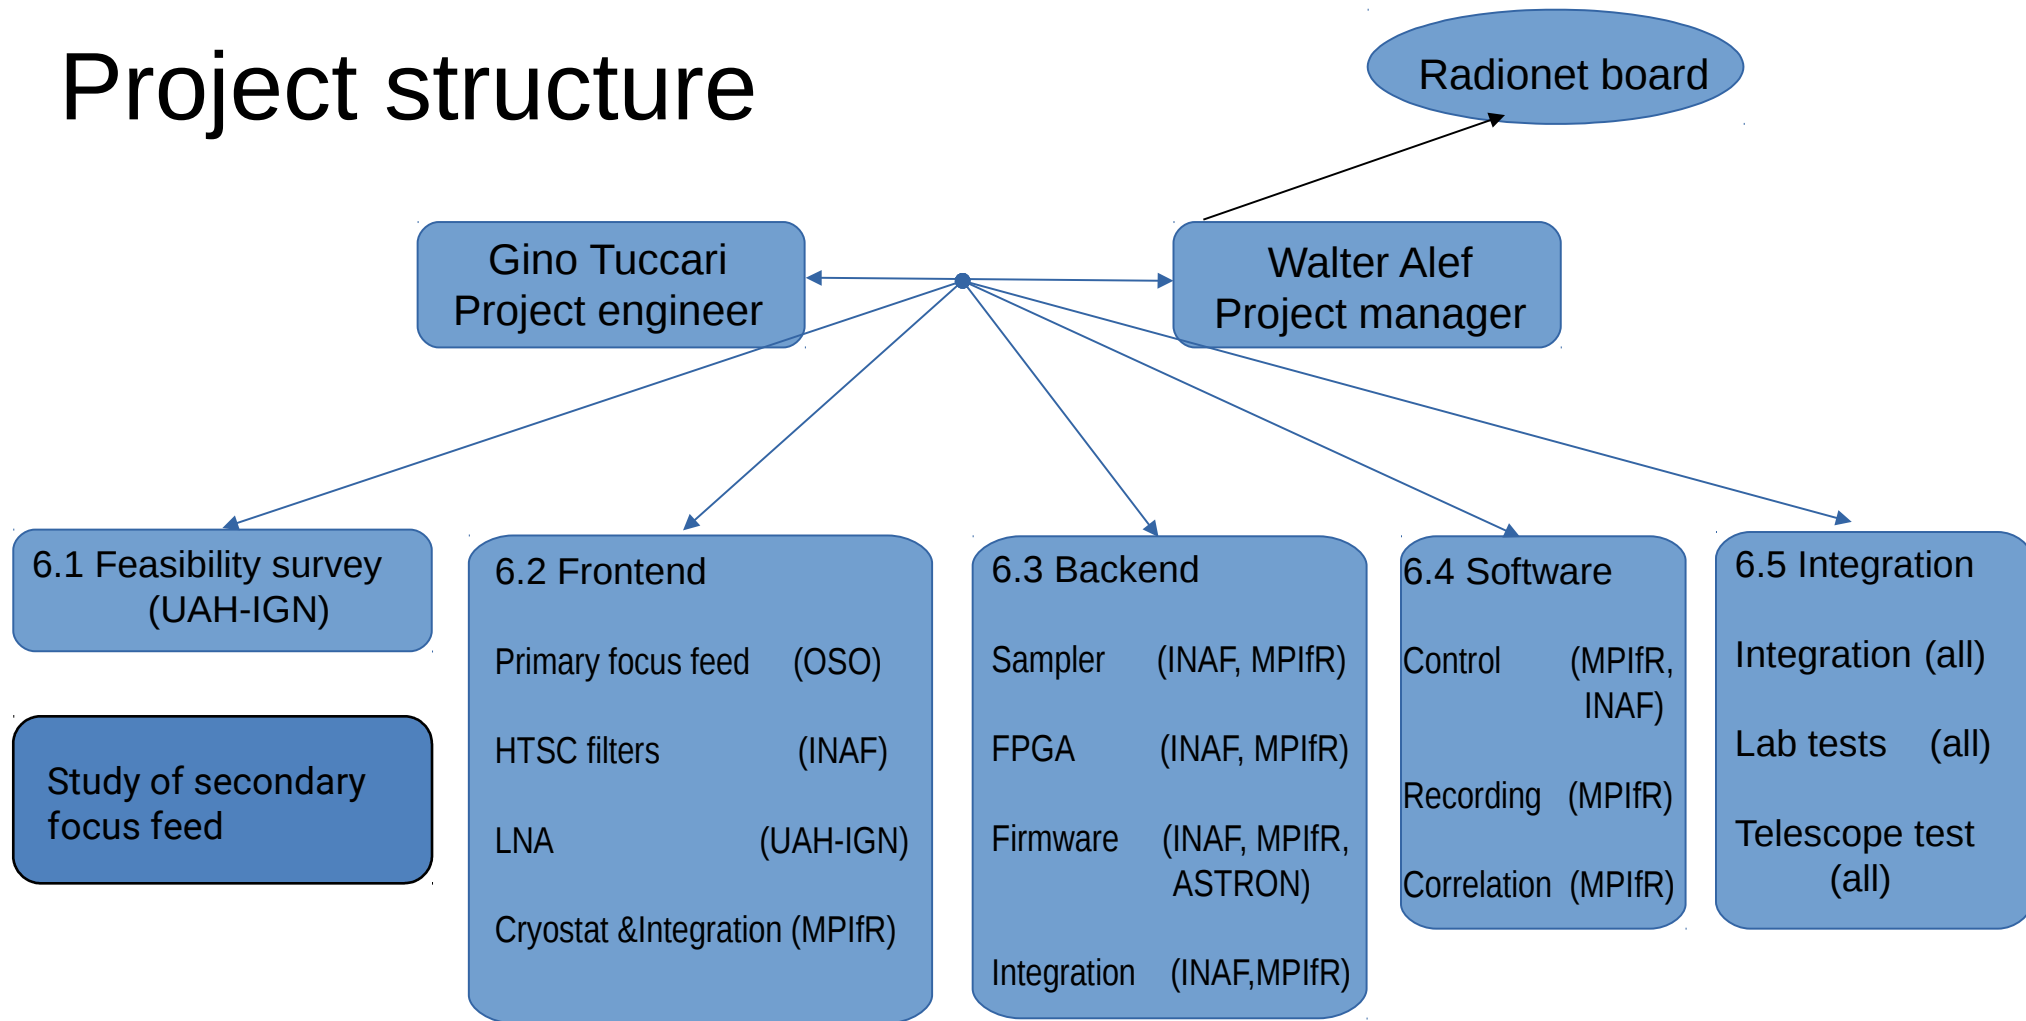 Project structure
Radionet board
Gino Tuccari
Project engineer
Walter Alef
Project manager
6.1 Feasibility survey
(UAH-IGN)
Study of secondary
focus feed
6.2 Frontend
Primary focus feed (OSO)
HTSC filters (INAF)
LNA (UAH-IGN)
Cryostat &Integration (MPIfR)
6.3 Backend
Sampler (INAF, MPIfR)
FPGA (INAF, MPIfR)
Firmware (INAF, MPIfR,
ASTRON)
Integration (INAF,MPIfR)
6.4 Software
Control (MPIfR,
INAF)
Recording (MPIfR)
Correlation (MPIfR)
6.5 Integration
Integration (all)
Lab tests (all)
Telescope test
(all)